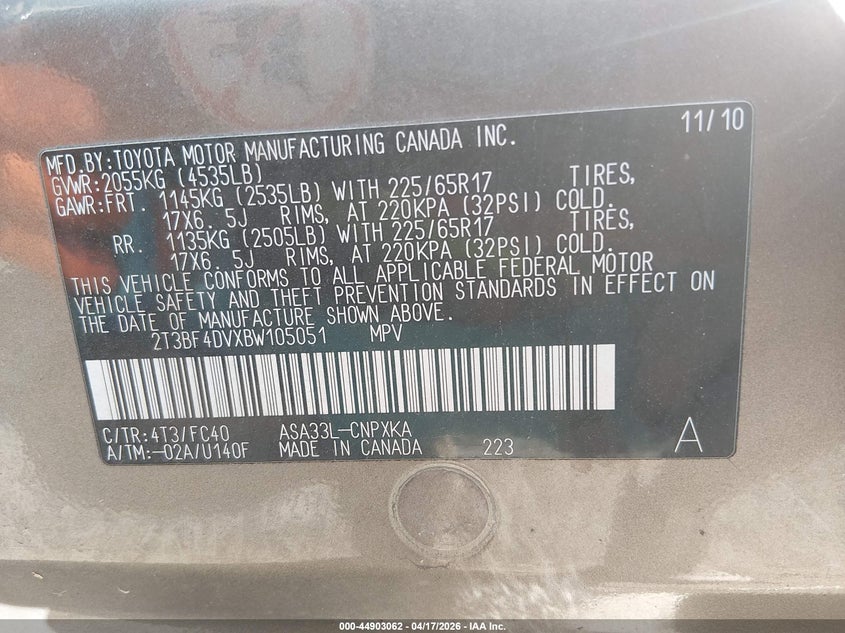 11/10
MFD.BY:TOYOTA MOTOR MANUFACTURING CANADA INC.
GVWR:2055KG (4535LB)
GAWR:FRT. 1145KG (2535LB) WITH 225/65R17 TIRES,
17X6.5J RIMS, AT 220KPA (32PSI) COLD.
RR. 1135KG (2505LB) WITH 225/65R17 TIRES,
17X6.5J RIMS, AT 220KPA (32PSI) COLD.
THIS VEHICLE CONFORMS TO ALL APPLICABLE FEDERAL MOTOR
VEHICLE SAFETY AND THEFT PREVENTION STANDARDS IN EFFECT ON
THE DATE OF MANUFACTURE SHOWN ABOVE.
2T3BF4DVXBW105051 MPV
C/TR:4T3/FC40 ASA33L-CNPXKA
A/TM:-02A/U140F MADE IN CANADA 223 A
000-44903062 - 04/17/2026 - IAA Inc.